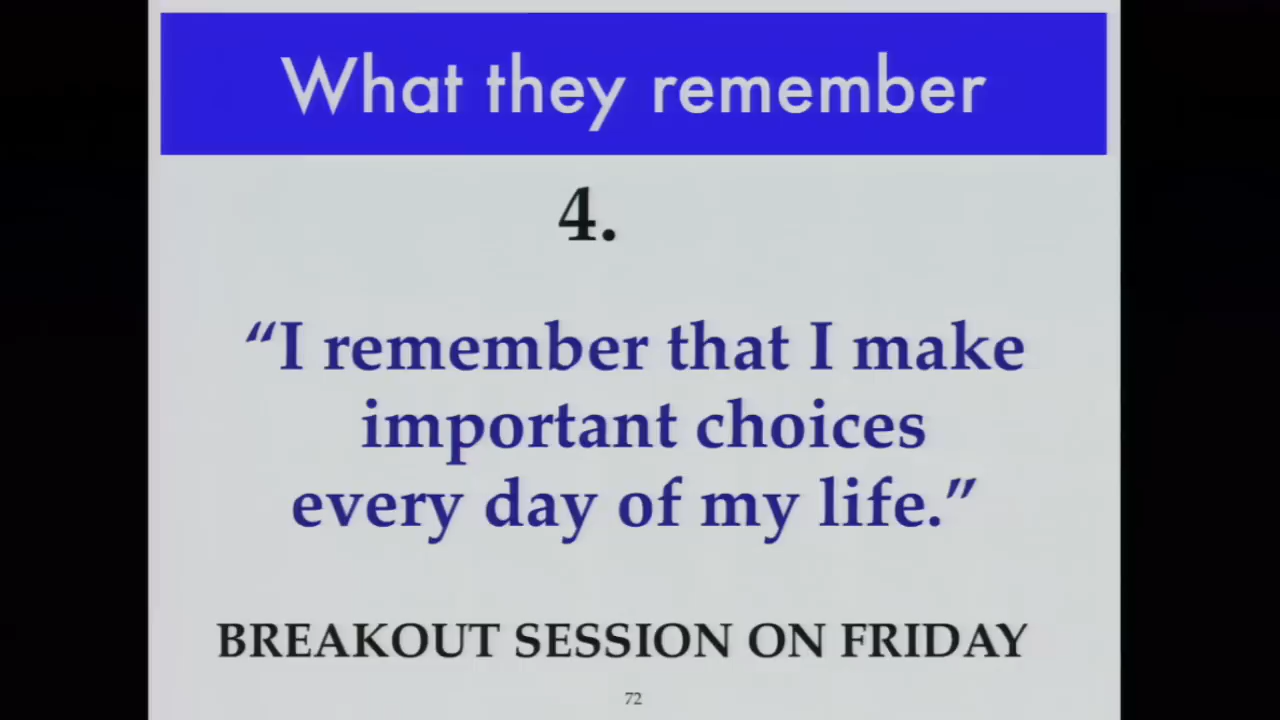 What they remember
4.
“I remember that I make
important choices
every day of my life.”
BREAKOUT SESSION ON FRIDAY
72